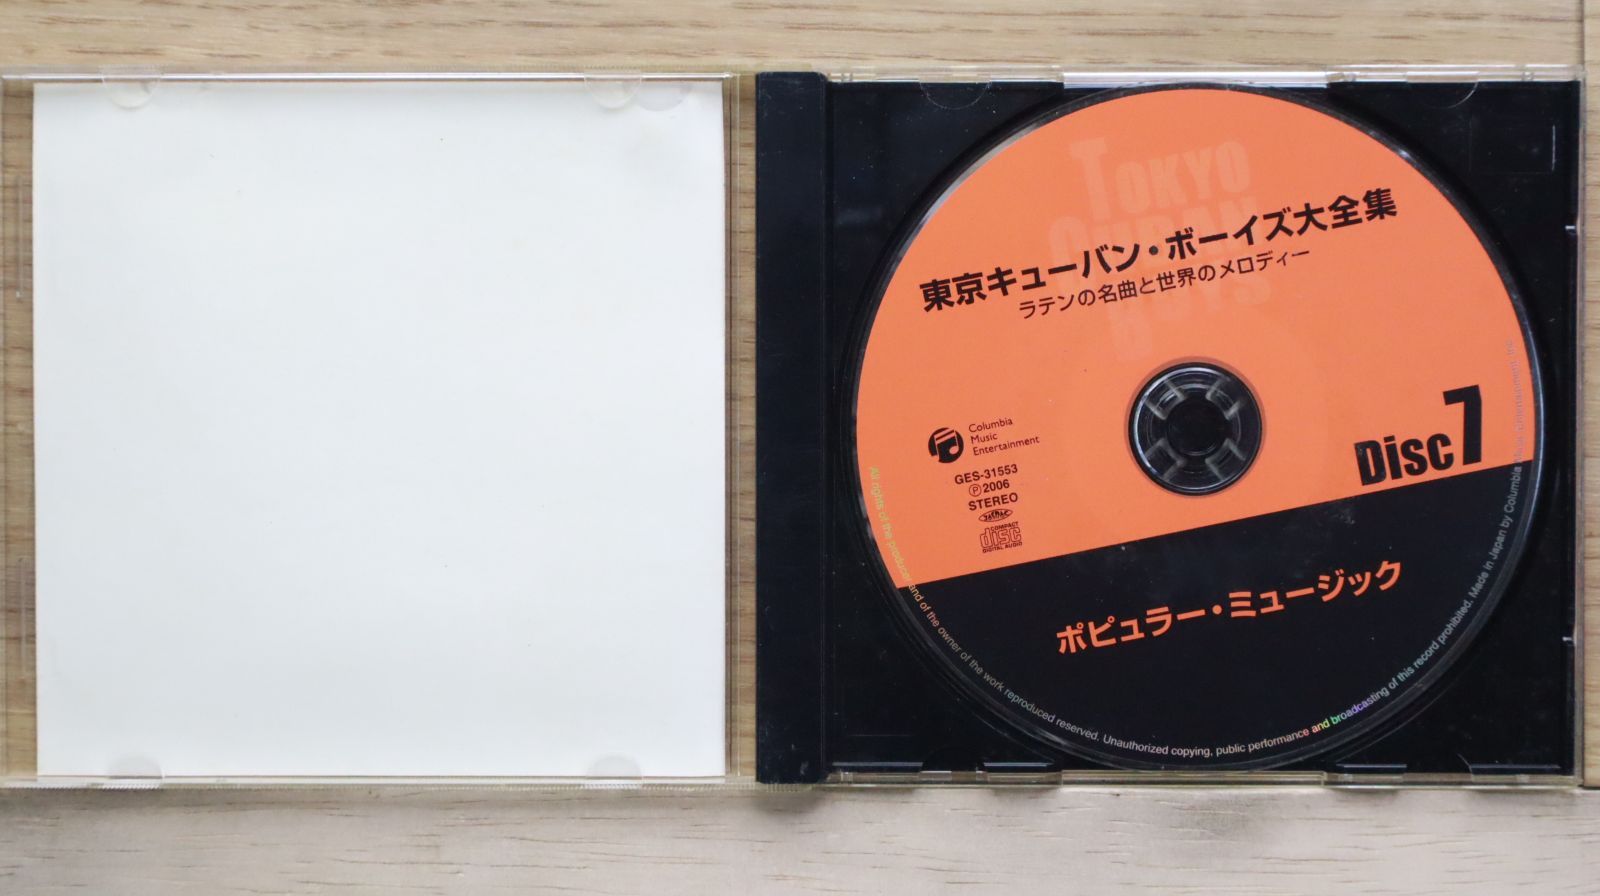 TOKYO
CUBAN
BOYS
東京キューバン・ボーイズ大全集
ラテンの名曲と世界のメロディー
Columbia
Music
Entertainment
GES-31553
Ⓟ2006
STEREO
JASRAC
COMPACT
disc
DIGITAL AUDIO
Disc7
ポピュラー・ミュージック
All rights of the producer and of the owner of the work reproduced reserved. Unauthorized copying, public performance and broadcasting of this record prohibited. Made in Japan by Columbia Music Entertainment, Inc.